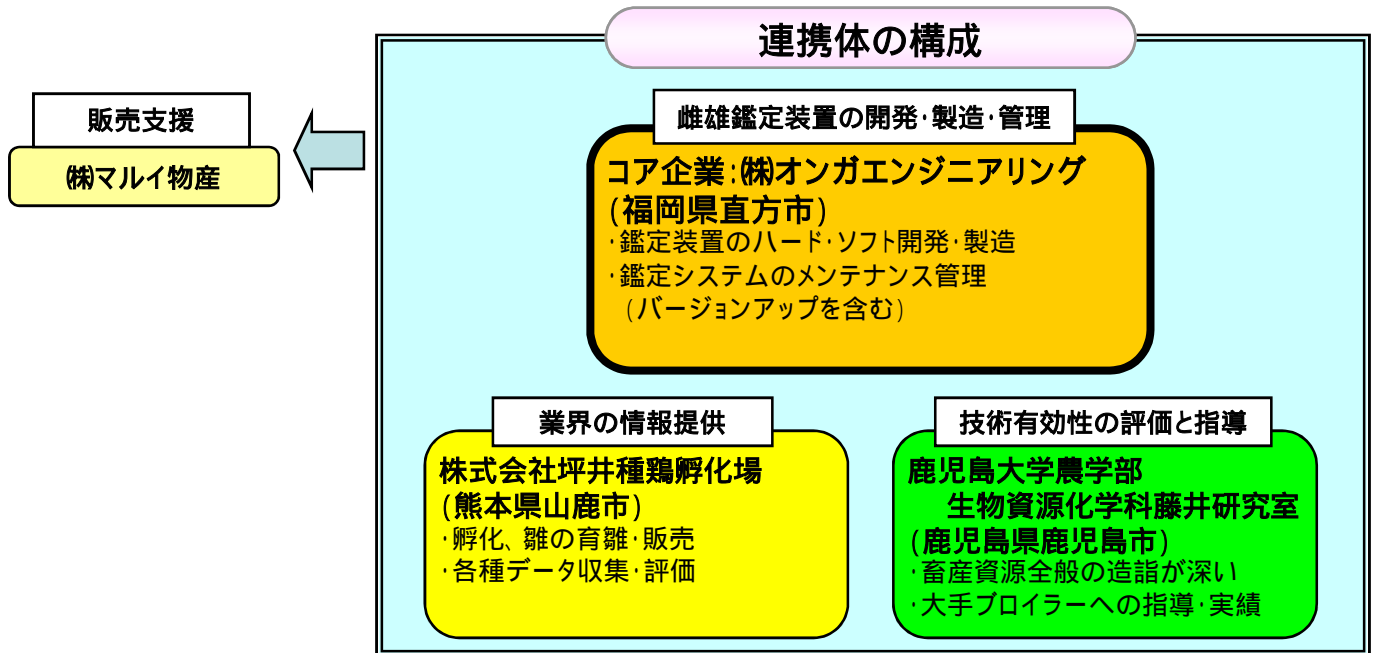 連携体の構成
販売支援
㈱マルイ物産
雌雄鑑定装置の開発・製造・管理
コア企業:㈱オンガエンジニアリング
(福岡県直方市)
・鑑定装置のハード・ソフト開発・製造
・鑑定システムのメンテナンス管理
(バージョンアップを含む)
業界の情報提供
株式会社坪井種鶏孵化場
(熊本県山鹿市)
・孵化、雛の育雛・販売
・各種データ収集・評価
技術有効性の評価と指導
鹿児島大学農学部
生物資源化学科藤井研究室
(鹿児島県鹿児島市)
・畜産資源全般の造詣が深い
・大手ブロイラーへの指導・実績